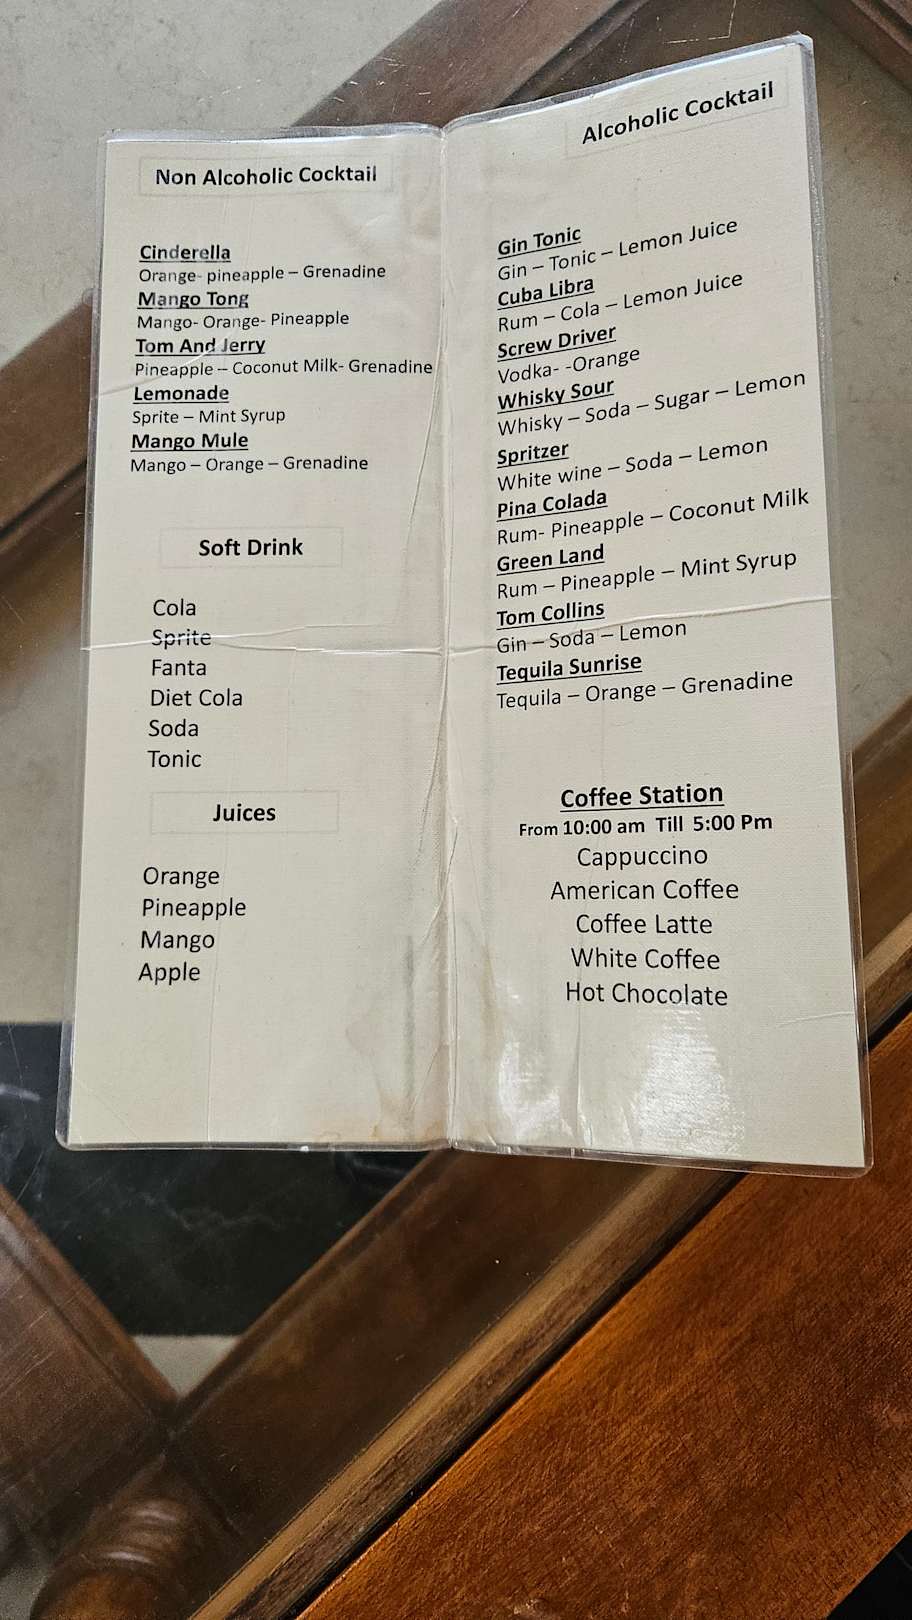 Non Alcoholic Cocktail
Cinderella
Orange- pineapple – Grenadine
Mango Tong
Mango- Orange- Pineapple
Tom And Jerry
Pineapple – Coconut Milk- Grenadine
Lemonade
Sprite – Mint Syrup
Mango Mule
Mango – Orange – Grenadine
Soft Drink
Cola
Sprite
Fanta
Diet Cola
Soda
Tonic
Juices
Orange
Pineapple
Mango
Apple
Alcoholic Cocktail
Gin Tonic
Gin – Tonic – Lemon Juice
Cuba Libra
Rum – Cola – Lemon Juice
Screw Driver
Vodka- -Orange
Whisky Sour
Whisky – Soda – Sugar – Lemon
Spritzer
White wine – Soda – Lemon
Pina Colada
Rum- Pineapple – Coconut Milk
Green Land
Rum – Pineapple – Mint Syrup
Tom Collins
Gin – Soda – Lemon
Tequila Sunrise
Tequila – Orange – Grenadine
Coffee Station
From 10:00 am Till 5:00 Pm
Cappuccino
American Coffee
Coffee Latte
White Coffee
Hot Chocolate